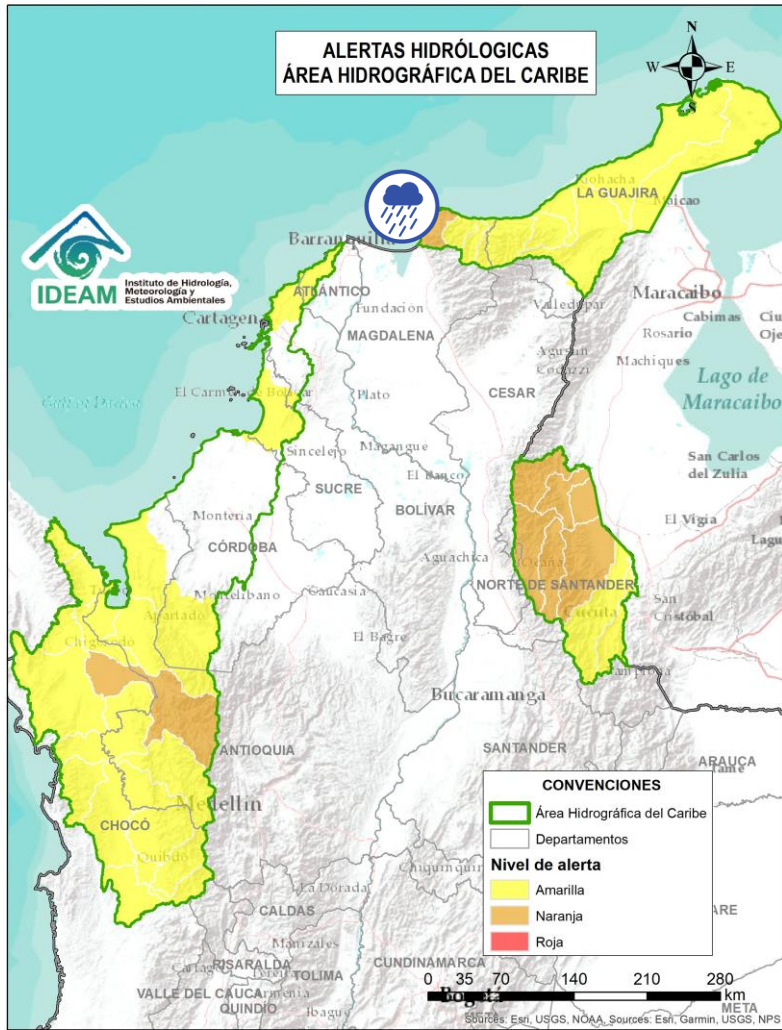 ALERTAS HIDRÓLOGICAS
ÁREA HIDROGRÁFICA DEL CARIBE
N
W E
S
Riohacha
LA GUAJIRA
Maicao
IDEAM
Instituto de Hidrología,
Meteorología y
Estudios Ambientales
Barranquilla
ATLÁNTICO
Cartagena
Fundación
MAGDALENA
Valledupar
Maracaibo
Cabimas
Rosario
Machiques
Agustín
Codazzi
CESAR
Lago de
Maracaibo
El Carmen de Bolívar
Plato
San Carlos
del Zulia
Sincelejo
Magangue
El Banco
SUCRE
BOLÍVAR
El Vigía
Montería
CÓRDOBA
Aguachica
Ocaña
NORTE DE SANTANDER
Montelibano
Caucasia
Apartadó
Cúcuta
San
Cristóbal
Chigorodó
El Bagre
Pamplona
Bucaramanga
ANTIOQUIA
SANTANDER
ARAUCA
Medellín
CHOCÓ
Quibdó
CONVENCIONES
Área Hidrográfica del Caribe
Departamentos
Nivel de alerta
Amarilla
Naranja
Roja
La Dorada
CALDAS
Manizales
RISARALDA
TOLIMA
CUNDINAMARCA
VALLE DEL CAUCA
Armenia
QUINDÍO
Ibagué
Bogotá
META
0 35 70 140 210 280
km
Sources: Esri, USGS, NOAA, Sources: Esri, Garmin, USGS, NPS